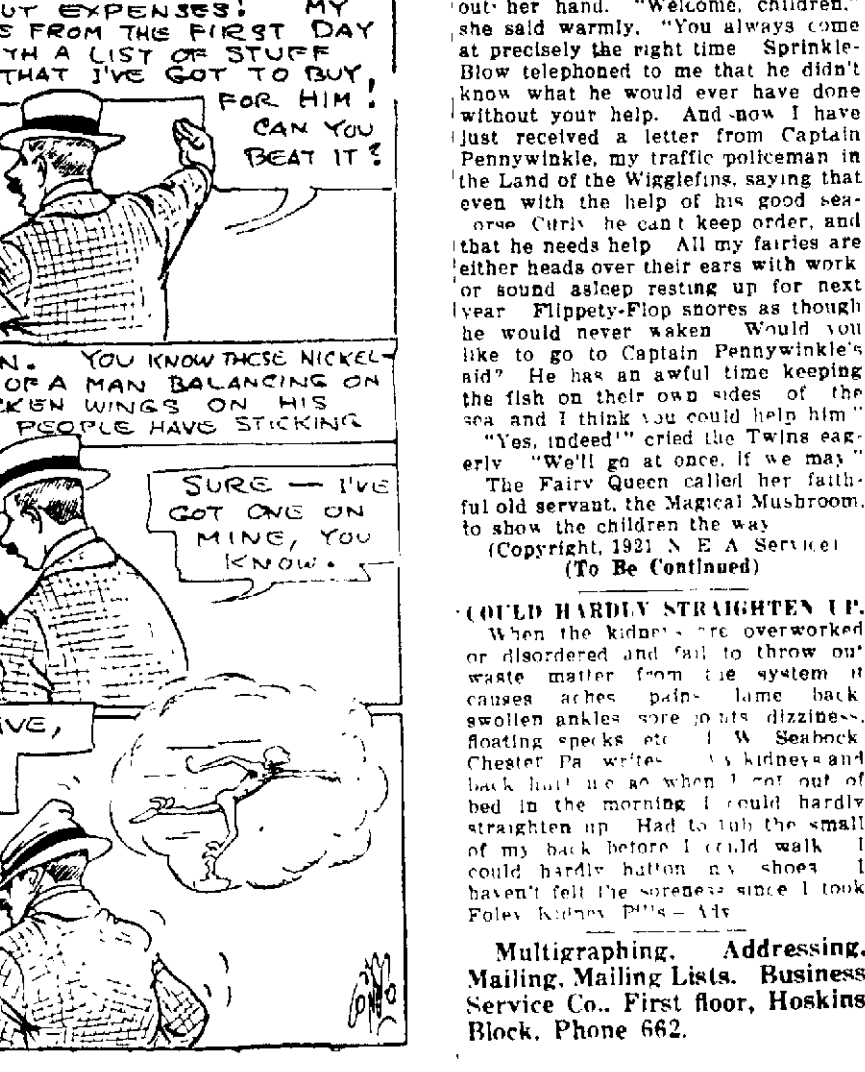 UT EXPENSES! MY
S FROM THE FIRST DAY
TH A LIST OF STUFF
THAT I'VE GOT TO BUY
FOR HIM!
CAN YOU
BEAT IT?
N. YOU KNOW THESE NICKEL-
OF A MAN BALANCING ON
KEN WINGS ON HIS
PEOPLE HAVE STICKING
SURE — I'VE
GOT ONE ON
MINE, YOU
KNOW.
IVE,
out her hand. "Welcome, children,"
she said warmly, "You always come
at precisely the right time Sprinkle-
Blow telephoned to me that he didn't
know what he would ever have done
without your help. And now I have
just received a letter from Captain
Pennywinkle, my traffic policeman in
the Land of the Wigglefins, saying that
even with the help of his good sea-
orse Curly he can't keep order, and
that he needs help All my fairies are
either heads over their ears with work
or sound asleep resting up for next
year Flippety-Flop snores as though
he would never waken Would you
like to go to Captain Pennywinkle's
aid? He has an awful time keeping
the fish on their own sides of the
sea and I think you could help him"
"Yes, indeed!" cried the Twins eag-
erly "We'll go at once, if we may"
The Fairy Queen called her faith-
ful old servant, the Magical Mushroom,
to show the children the way
(Copyright, 1921 N E A Service)
(To Be Continued)
COULD HARDLY STRAIGHTEN UP.
When the kidneys are overworked
or disordered and fail to throw out
waste matter from the system it
causes aches pains lame back
swollen ankles sore joints dizziness,
floating specks etc W Seabock
Chester Pa writes kidneys and
back hurt me so when I got out of
bed in the morning I could hardly
straighten up Had to rub the small
of my back before I could walk I
could hardly button my shoes I
haven't felt the soreness since I took
Foley Kidney Pills — Adv
Multigraphing, Addressing,
Mailing, Mailing Lists. Business
Service Co., First floor, Hoskins
Block, Phone 662.